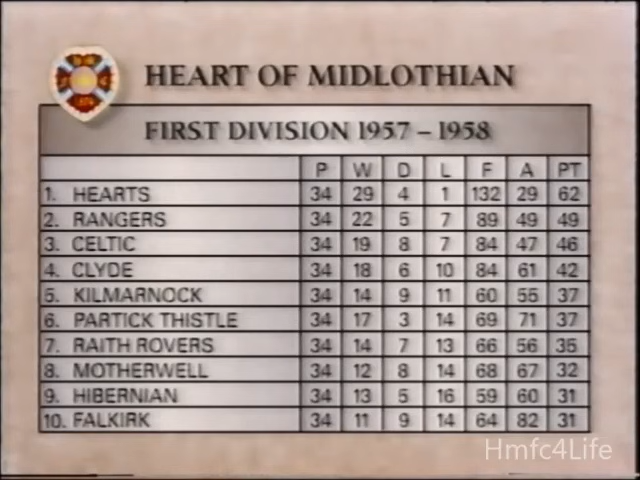 HEART OF MIDLOTHIAN
FIRST DIVISION 1957 – 1958
P W D L F A PT
1. HEARTS 34 29 4 1 132 29 62
2. RANGERS 34 22 5 7 89 49 49
3. CELTIC 34 19 8 7 84 47 46
4. CLYDE 34 18 6 10 84 61 42
5. KILMARNOCK 34 14 9 11 60 55 37
6. PARTICK THISTLE 34 17 3 14 69 71 37
7. RAITH ROVERS 34 14 7 13 66 56 35
8. MOTHERWELL 34 12 8 14 68 67 32
9. HIBERNIAN 34 13 5 16 59 60 31
10. FALKIRK 34 11 9 14 64 82 31
Hmfc4Life